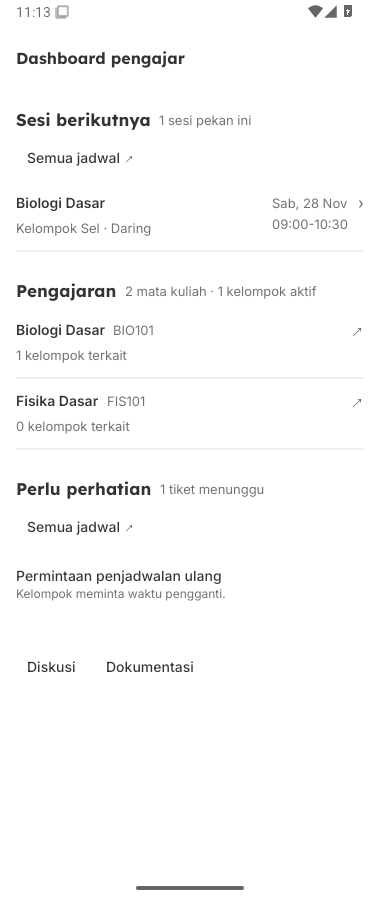 11:13
Dashboard pengajar
Sesi berikutnya 1 sesi pekan ini
Semua jadwal ↗
Biologi Dasar Sab, 28 Nov ›
Kelompok Sel · Daring 09:00-10:30
Pengajaran 2 mata kuliah · 1 kelompok aktif
Biologi Dasar BIO101 ↗
1 kelompok terkait
Fisika Dasar FIS101 ↗
0 kelompok terkait
Perlu perhatian 1 tiket menunggu
Semua jadwal ↗
Permintaan penjadwalan ulang
Kelompok meminta waktu pengganti.
Diskusi Dokumentasi